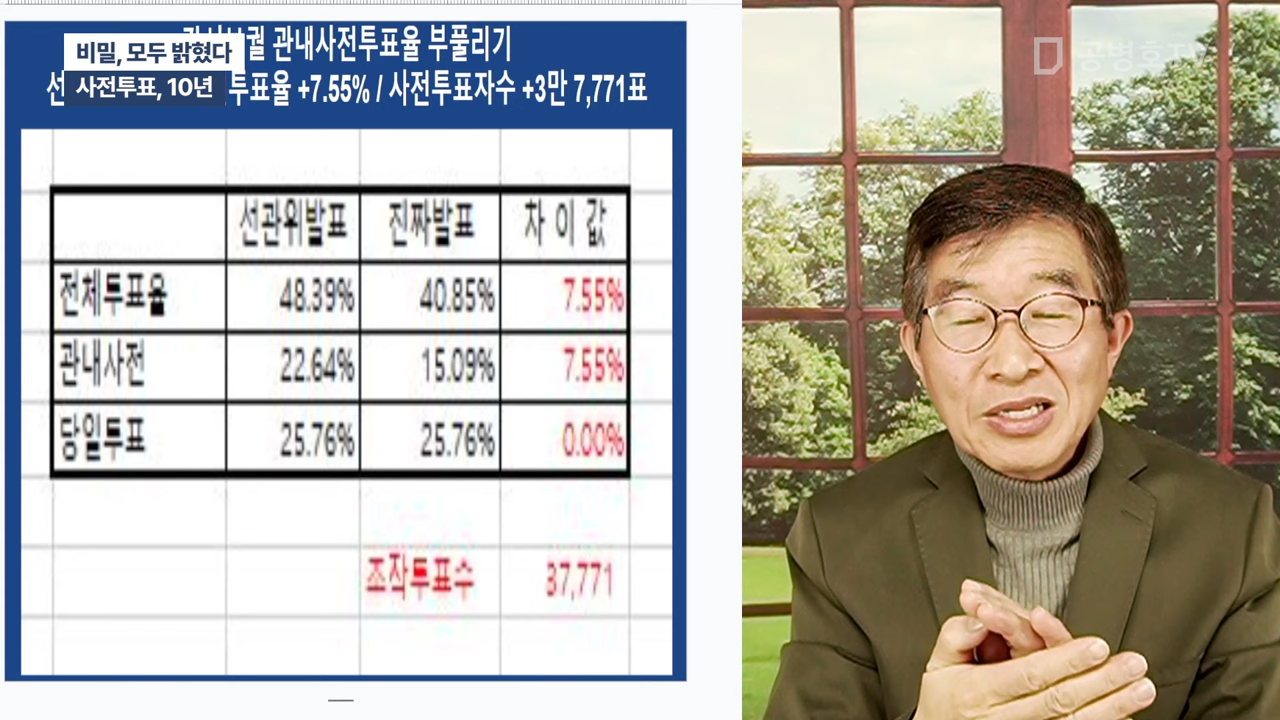 비밀, 모두 밝혔다
사전투표, 10년
관내사전투표율 부풀리기
투표율 +7.55% / 사전투표자수 +3만 7,771표
선관위발표 진짜발표 차 이 값
전체투표율 48.39% 40.85% 7.55%
관내사전 22.64% 15.09% 7.55%
당일투표 25.76% 25.76% 0.00%
조작투표수 37,771
공병호TV